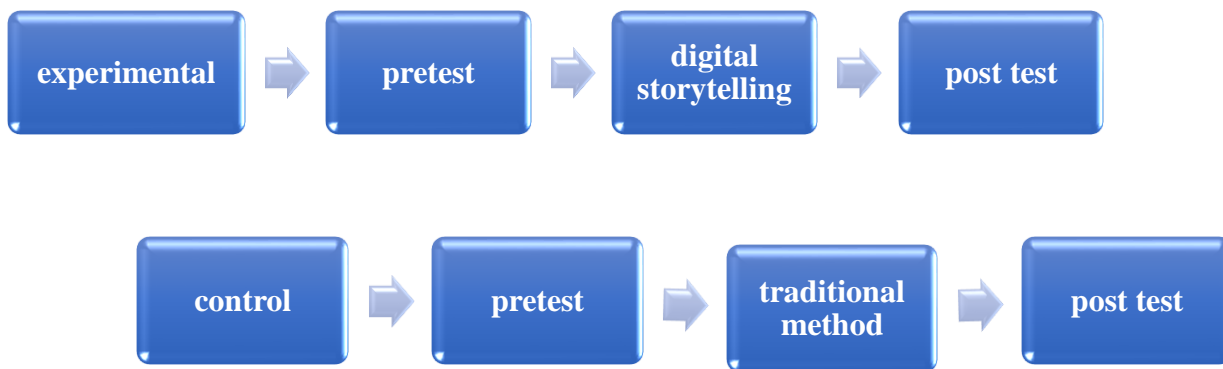 experimental
pretest
digital
storytelling
post test
control
pretest
traditional
method
post test